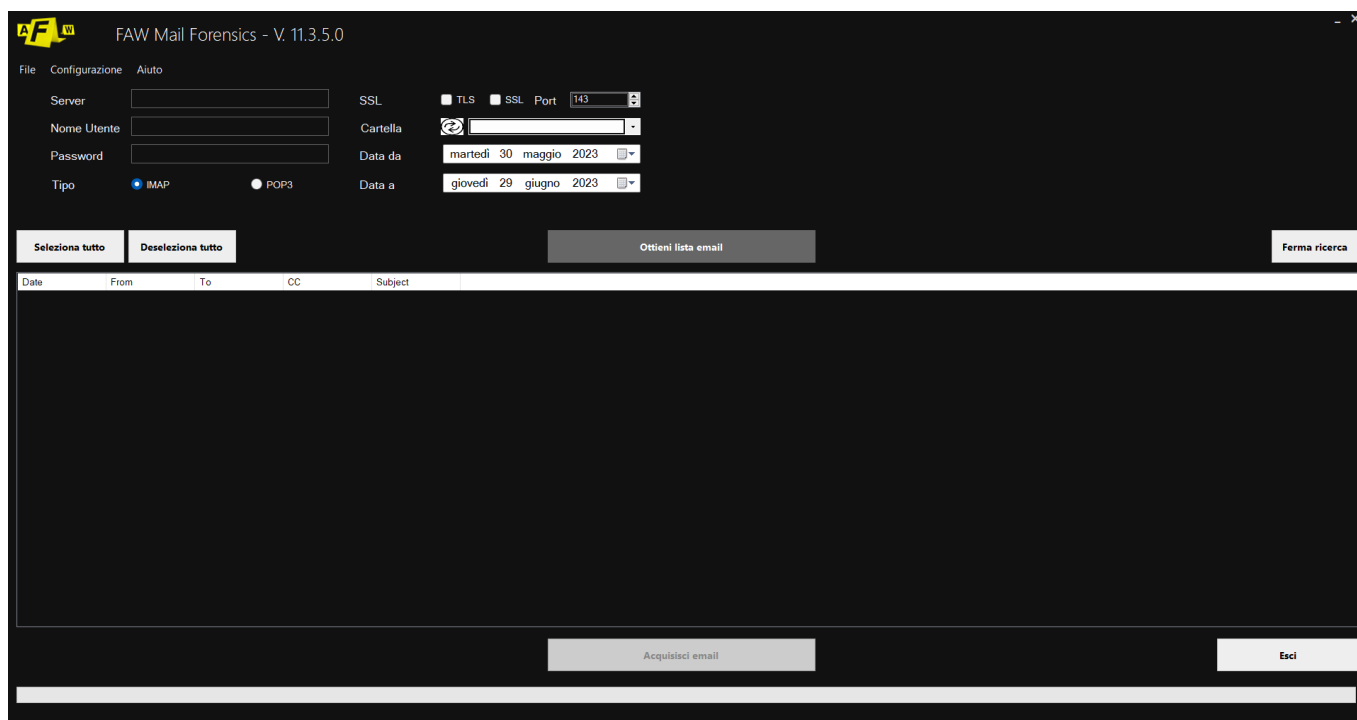 FAW FAW Mail Forensics - V. 11.3.5.0
File Configurazione Aiuto
Server SSL TLS SSL Port 143
Nome Utente Cartella
Password Data da martedì 30 maggio 2023
Tipo IMAP POP3 Data a giovedì 29 giugno 2023
Seleziona tutto Deseleziona tutto Ottieni lista email Ferma ricerca
Date From To CC Subject
Acquisisci email Esci